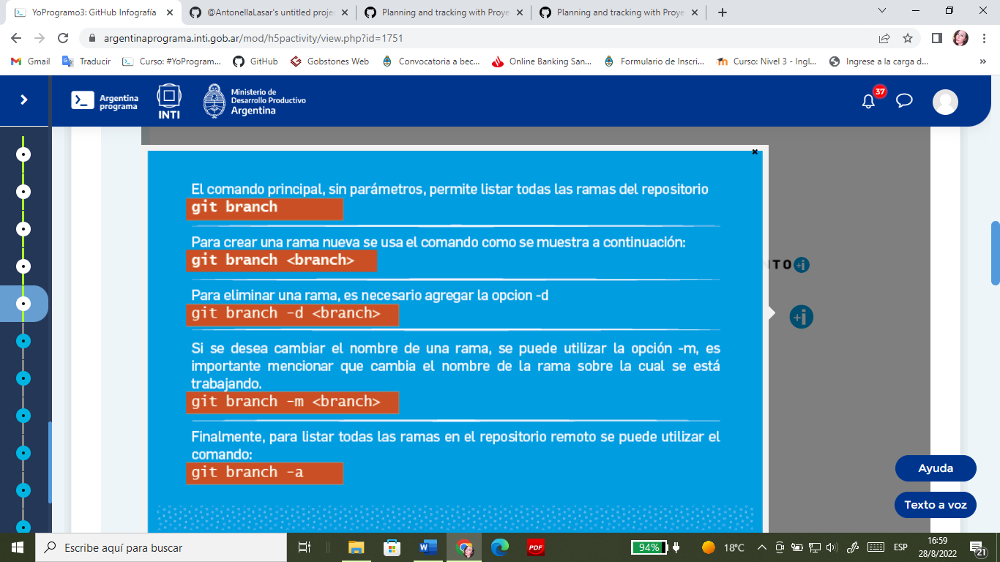 YoProgramo3: GitHub Infografía
@AntonellaLasar's untitled proje
Planning and tracking with Proye
Planning and tracking with Proye
argentinaprograma.inti.gob.ar/mod/h5pactivity/view.php?id=1751
Gmail
Traducir
Curso: #YoProgram...
GitHub
Gobstones Web
Convocatoria a bec...
Online Banking San...
Formulario de Inscri...
Curso: Nivel 3 - Ingl...
Ingrese a la carga d...
»
Argentina
programa
INTI
Ministerio de
Desarrollo Productivo
Argentina
37
El comando principal, sin parámetros, permite listar todas las ramas del repositorio
git branch
Para crear una rama nueva se usa el comando como se muestra a continuación:
git branch <branch>
Para eliminar una rama, es necesario agregar la opcion -d
git branch -d <branch>
Si se desea cambiar el nombre de una rama, se puede utilizar la opción -m, es
importante mencionar que cambia el nombre de la rama sobre la cual se está
trabajando.
git branch -m <branch>
Finalmente, para listar todas las ramas en el repositorio remoto se puede utilizar el
comando:
git branch -a
NTO +i
+i
Ayuda
Texto a voz
Escribe aquí para buscar
PDF
94%
18°C
ESP
16:59
28/8/2022
21